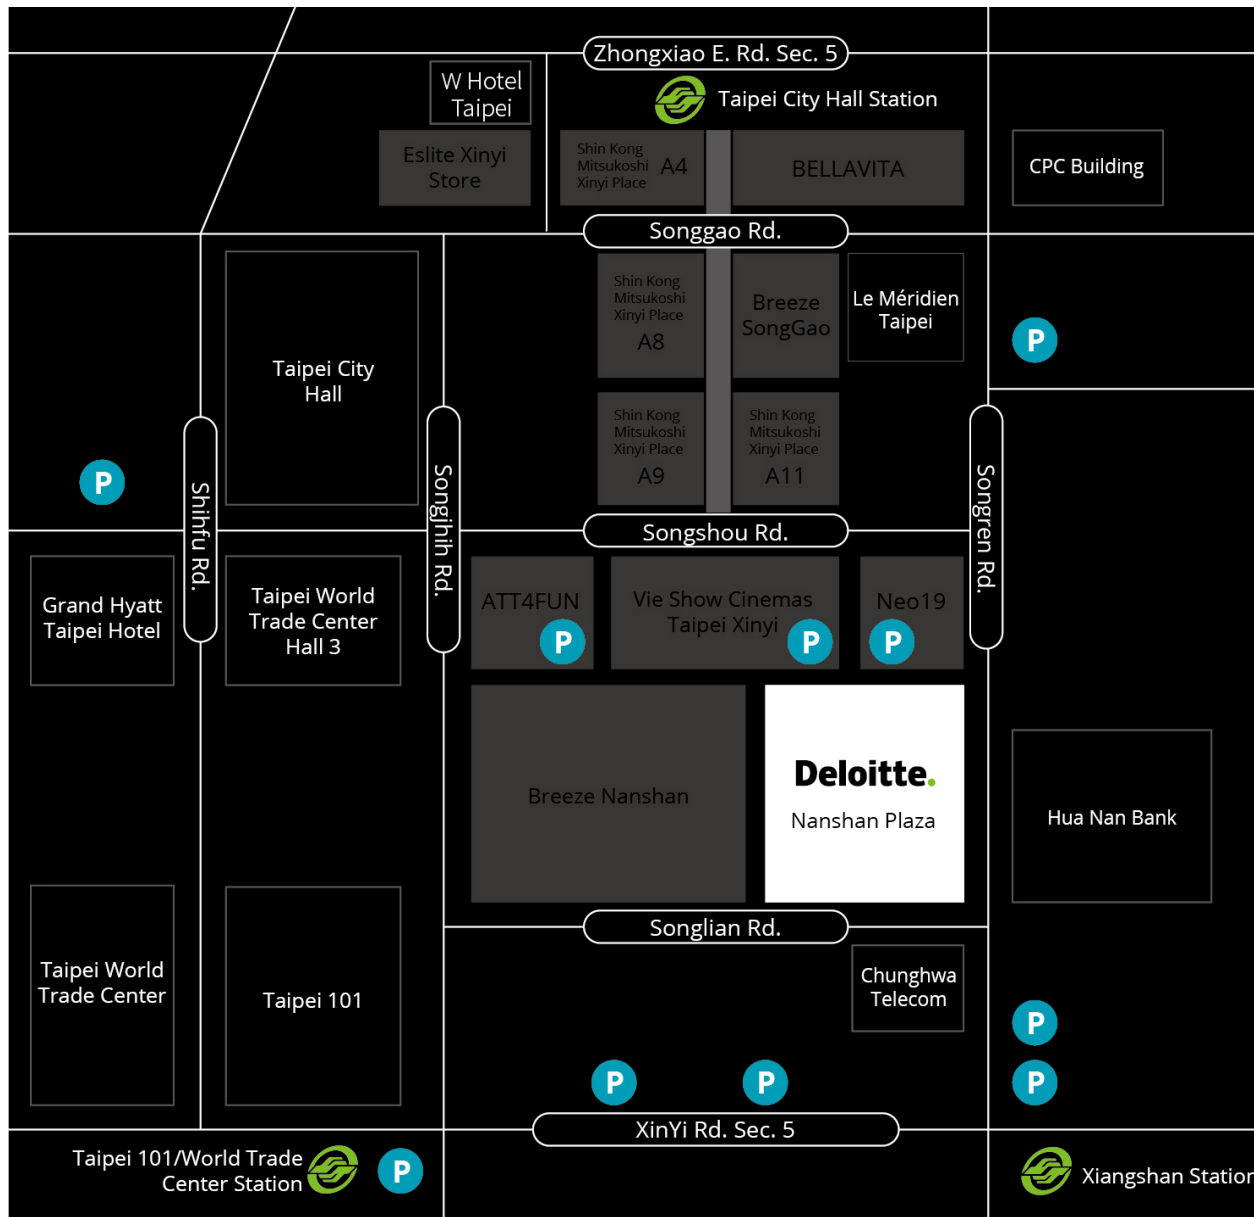 Zhongxiao E. Rd. Sec. 5
W Hotel
Taipei
Taipei City Hall Station
Eslite Xinyi
Store
Shin Kong
Mitsukoshi
Xinyi Place
A4
BELLAVITA
CPC Building
Songgao Rd.
Shin Kong
Mitsukoshi
Xinyi Place
A8
Breeze
SongGao
Le Méridien
Taipei
P
Taipei City
Hall
Shin Kong
Mitsukoshi
Xinyi Place
A9
Shin Kong
Mitsukoshi
Xinyi Place
A11
P
Shihfu Rd.
Songjhih Rd.
Songren Rd.
Songshou Rd.
Grand Hyatt
Taipei Hotel
Taipei World
Trade Center
Hall 3
ATT4FUN
P
Vie Show Cinemas
Taipei Xinyi
P
Neo19
P
Breeze Nanshan
Deloitte.
Nanshan Plaza
Hua Nan Bank
Songlian Rd.
Taipei World
Trade Center
Taipei 101
Chunghwa
Telecom
P
P
P
P
XinYi Rd. Sec. 5
Taipei 101/World Trade
Center Station
P
Xiangshan Station